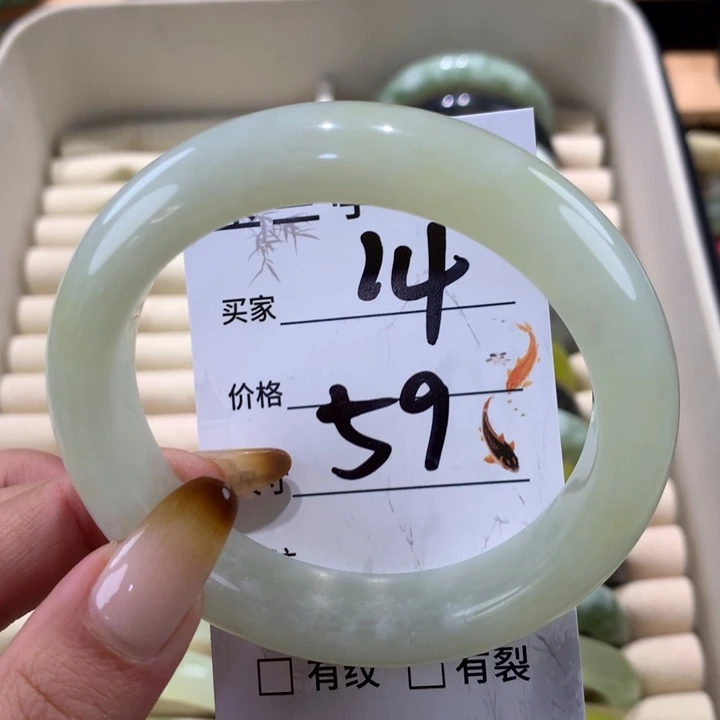 买家 14
价格 59
□ 有纹 □ 有裂